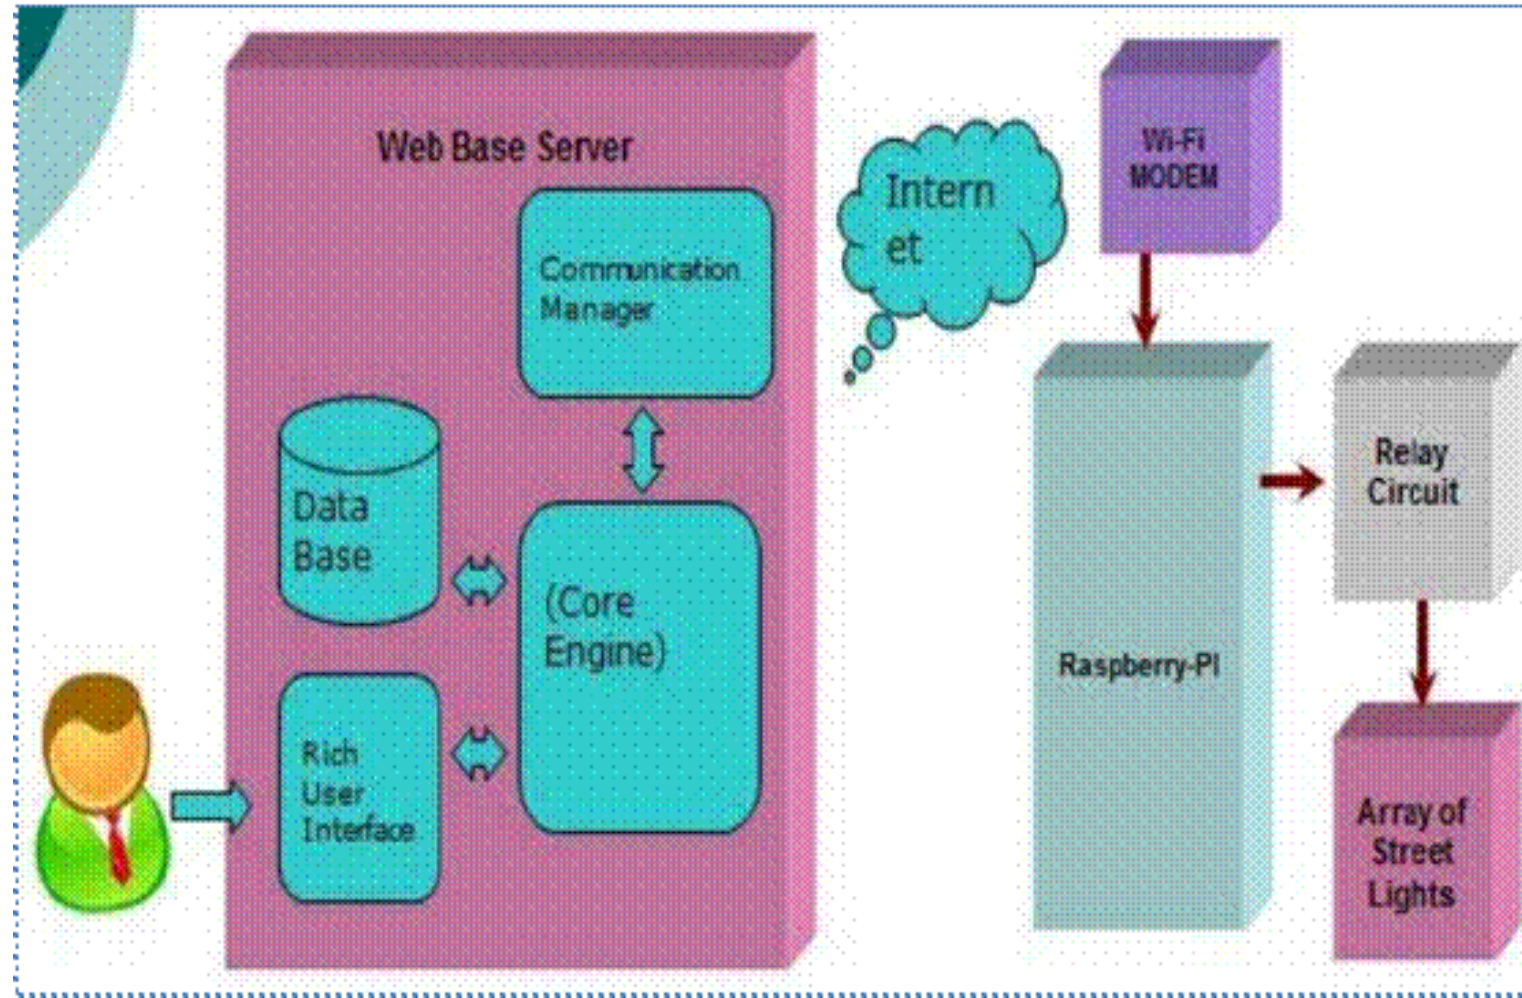 Web Base Server
Communication
Manager
Data
Base
(Core
Engine)
Rich
User
Interface
Intern
et
Wi-Fi
MODEM
Raspberry-PI
Relay
Circuit
Array of
Street
Lights